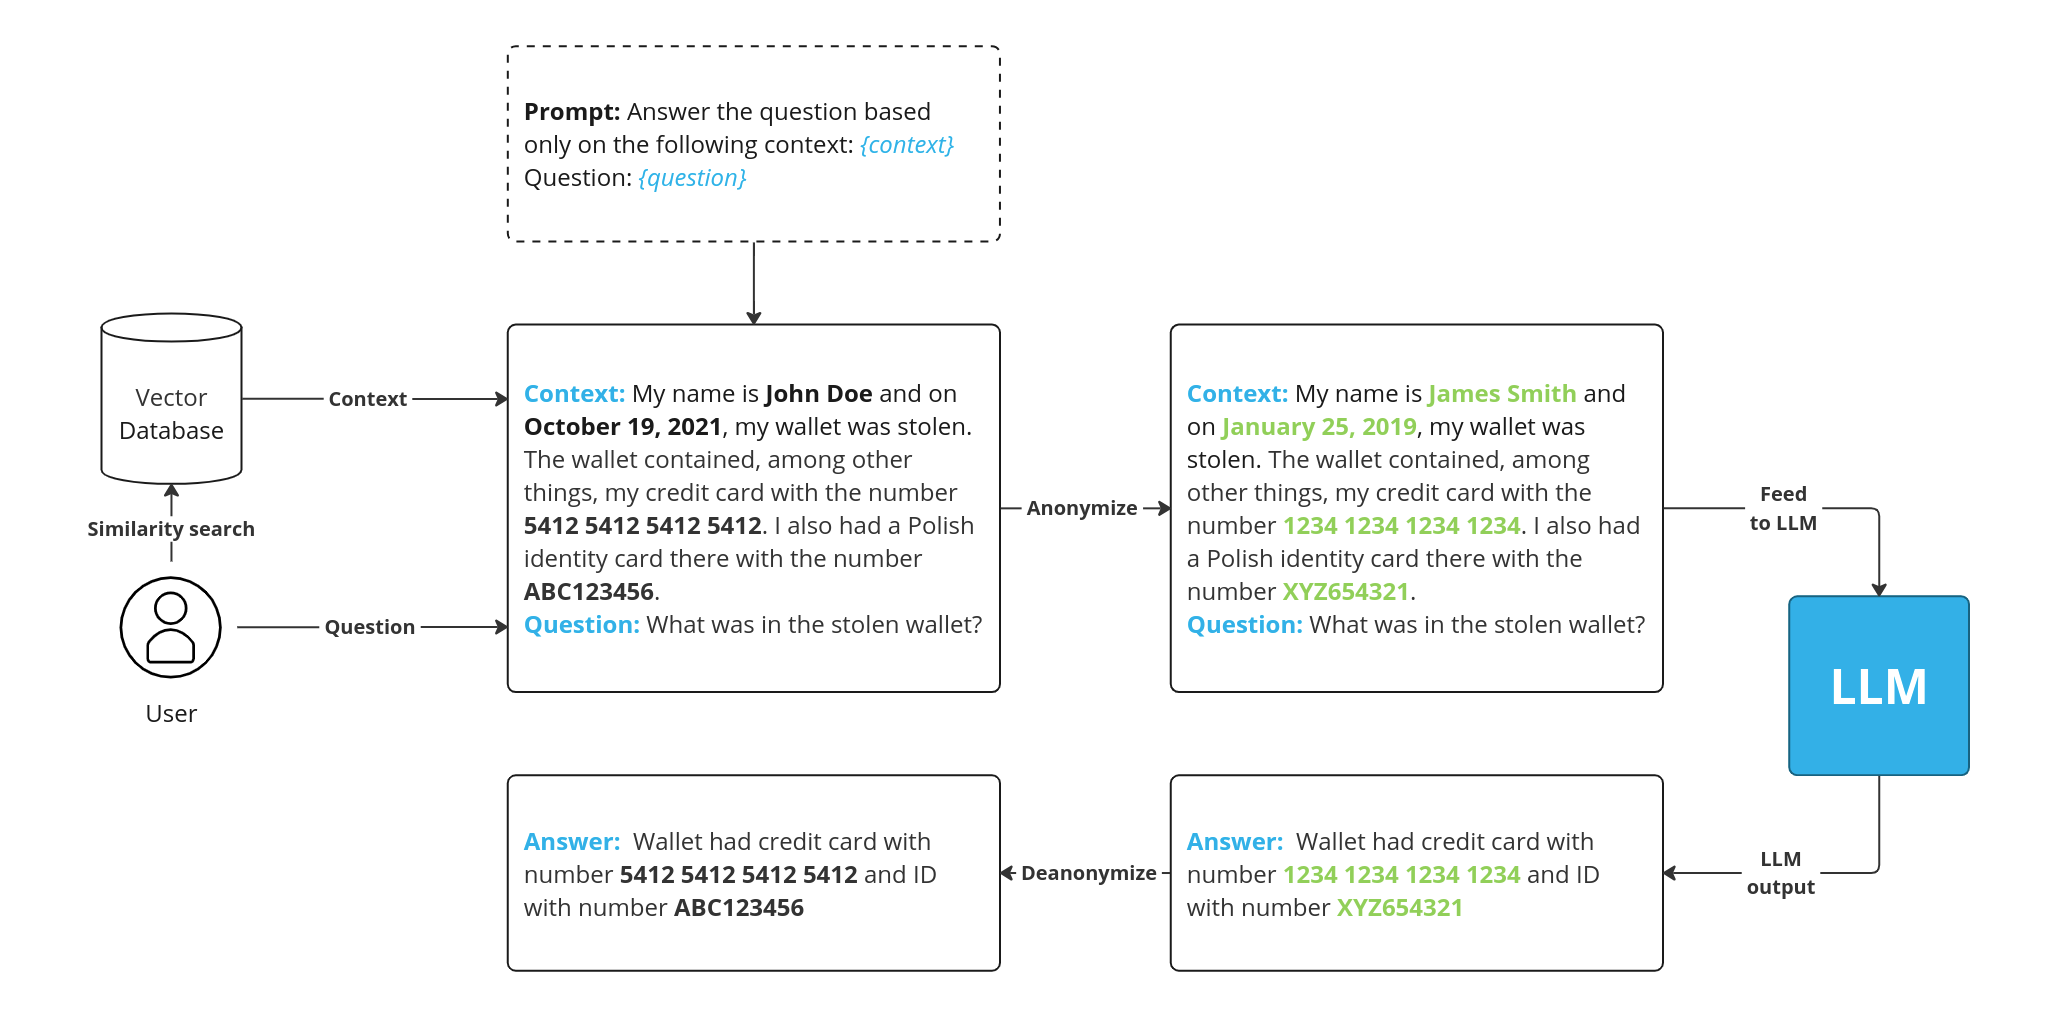 Prompt: Answer the question based
only on the following context: {context}
Question: {question}
Vector
Database
Context
Similarity search
Question
User
Context: My name is John Doe and on
October 19, 2021, my wallet was stolen.
The wallet contained, among other
things, my credit card with the number
5412 5412 5412 5412. I also had a Polish
identity card there with the number
ABC123456.
Question: What was in the stolen wallet?
Anonymize
Context: My name is James Smith and
on January 25, 2019, my wallet was
stolen. The wallet contained, among
other things, my credit card with the
number 1234 1234 1234 1234. I also had
a Polish identity card there with the
number XYZ654321.
Question: What was in the stolen wallet?
Feed
to LLM
LLM
LLM
output
Answer:  Wallet had credit card with
number 1234 1234 1234 1234 and ID
with number XYZ654321
Deanonymize
Answer:  Wallet had credit card with
number 5412 5412 5412 5412 and ID
with number ABC123456